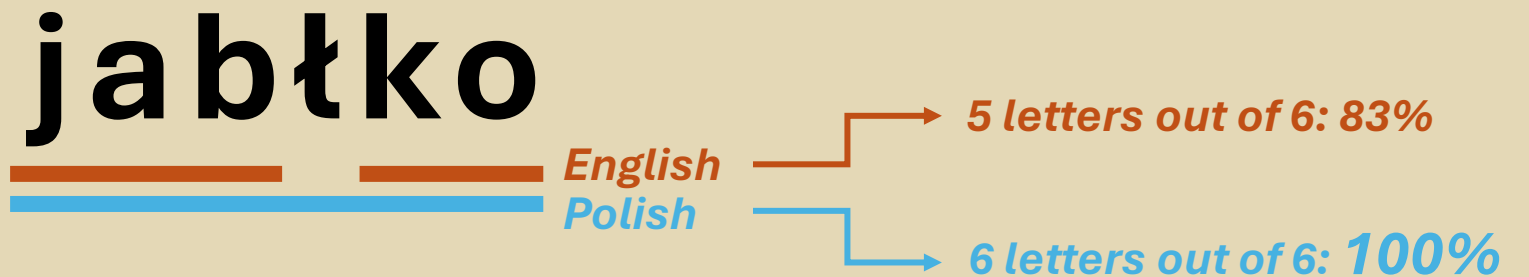 jabłko
English
Polish
5 letters out of 6: 83%
6 letters out of 6: 100%